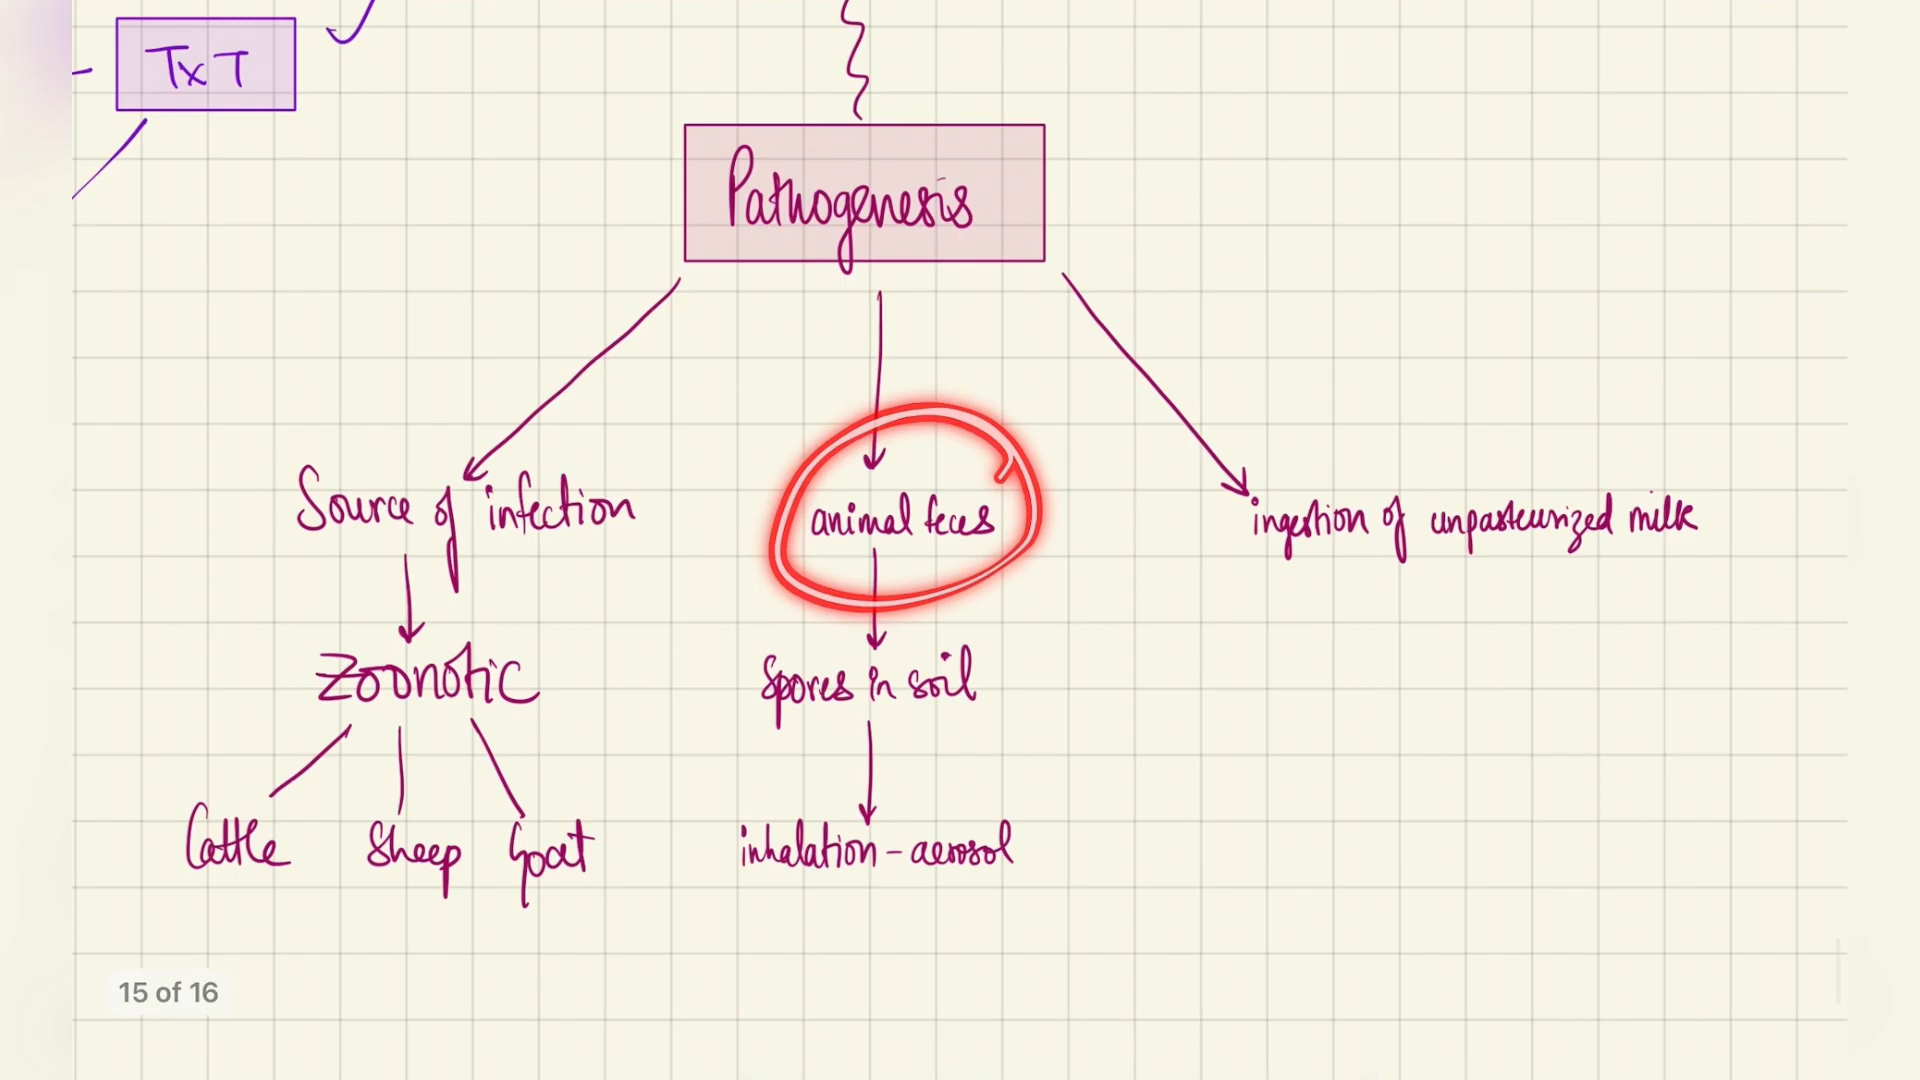 TxT
Pathogenesis
Source of infection
animal feces
ingestion of unpasteurized milk
Zoonotic
Spores in soil
Cattle
Sheep
Goat
inhalation - aerosol
15 of 16